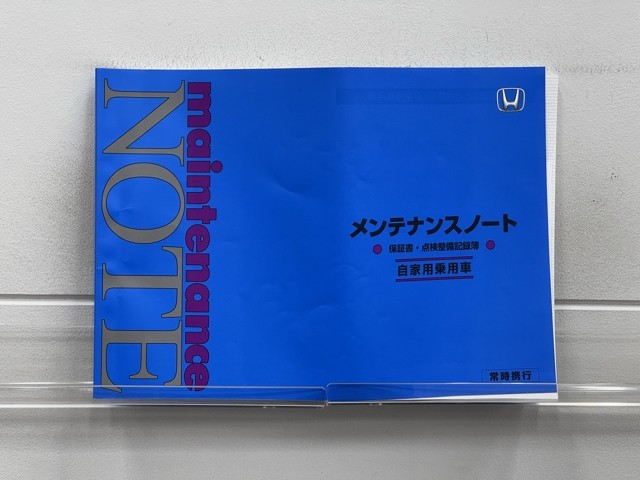 maintenance
NOTE
メンテナンスノート
保証書・点検整備記録簿
自家用乗用車
常時携行